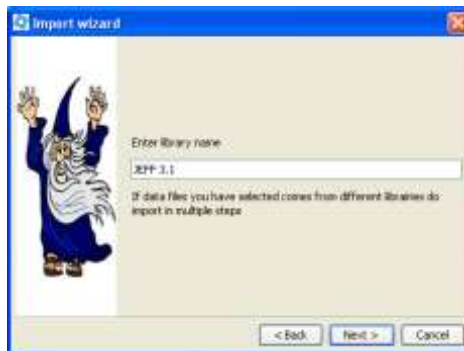 Import wizard
Enter library name
JEFF 3.1
If data files you have selected comes from different libraries do
import in multiple steps
< Back
Next >
Cancel